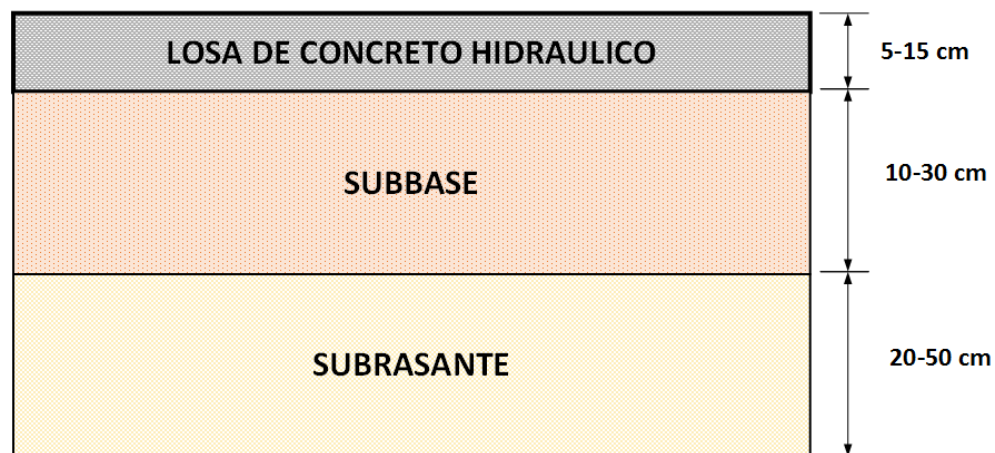 LOSA DE CONCRETO HIDRAULICO
5-15 cm
SUBBASE
10-30 cm
SUBRASANTE
20-50 cm